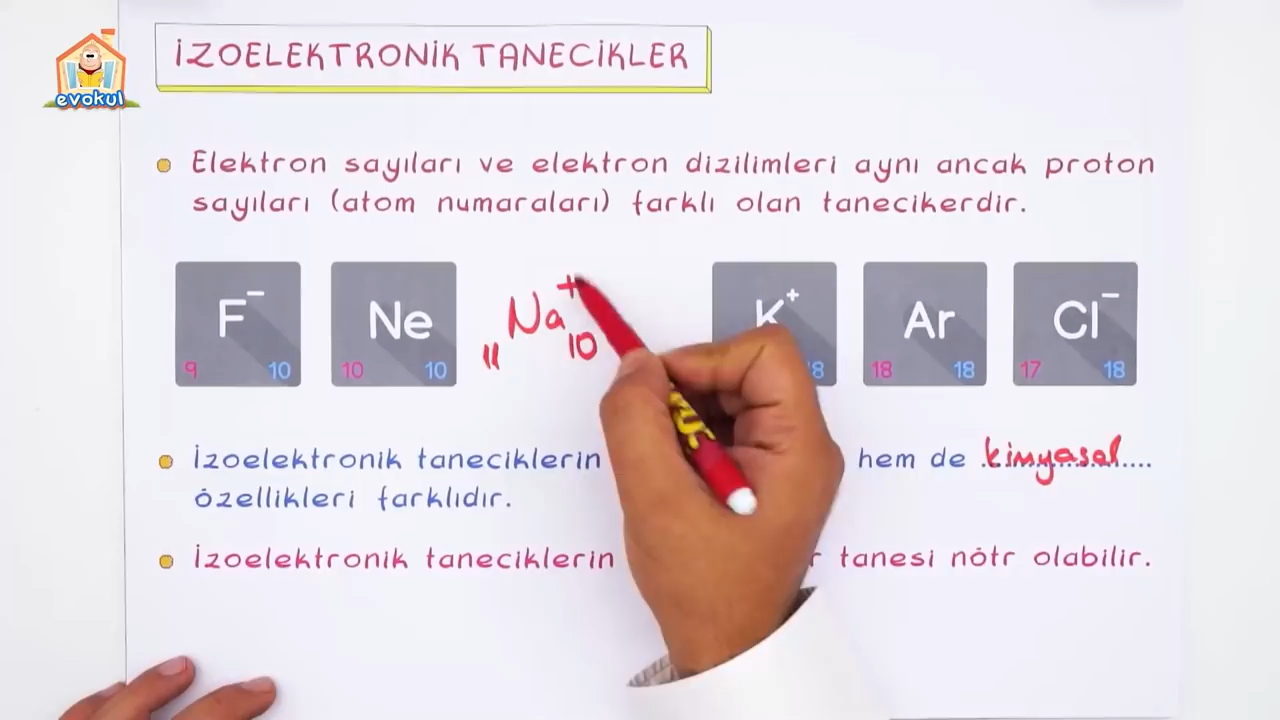 evokul
İZOELEKTRONİK TANECİKLER
Elektron sayıları ve elektron dizilimleri aynı ancak proton
sayıları (atom numaraları) farklı olan tanecikerdir.
F⁻ 9 10
Ne 10 10
11 Na⁺ 10
K⁺ 18
Ar 18 18
Cl⁻ 17 18
İzoelektronik taneciklerin hem de kimyasal
özellikleri farklıdır.
İzoelektronik taneciklerin tanesi nötr olabilir.